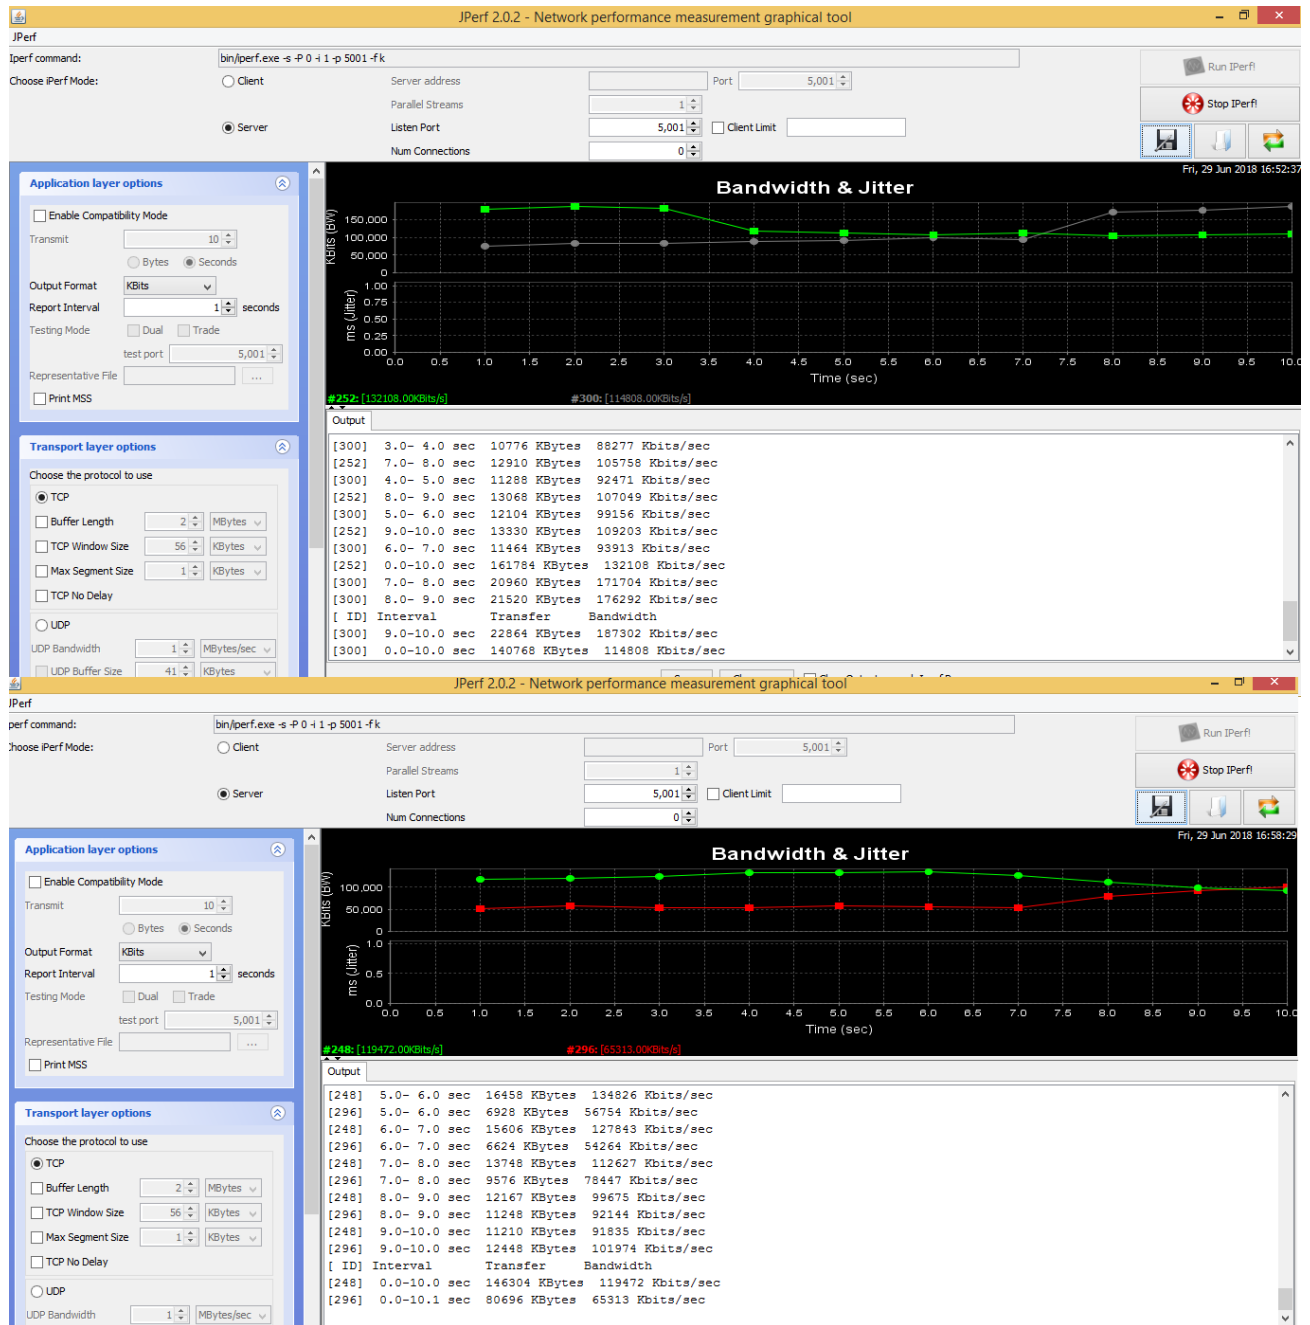 JPerf 2.0.2 - Network performance measurement graphical tool
JPerf
Iperf command: bin/iperf.exe -s -P 0 -i 1 -p 5001 -f k
Choose iPerf Mode: Client Server address Port 5,001
Run IPerf!
Parallel Streams 1
Stop IPerf!
Server Listen Port 5,001 Client Limit
Num Connections 0
Fri, 29 Jun 2018 16:52:37
Application layer options
Enable Compatibility Mode
Transmit 10
Bytes Seconds
Output Format KBits
Report Interval 1 seconds
Testing Mode Dual Trade
test port 5,001
Representative File ...
Print MSS
Bandwidth & Jitter
KBits (BW)
150,000
100,000
50,000
0
ms (Jitter)
1.00
0.75
0.50
0.25
0.00
0.0 0.5 1.0 1.5 2.0 2.5 3.0 3.5 4.0 4.5 5.0 5.5 6.0 6.5 7.0 7.5 8.0 8.5 9.0 9.5 10.0
Time (sec)
#252: [132108.00KBits/s] #300: [114808.00KBits/s]
Transport layer options
Choose the protocol to use
TCP
Buffer Length 2 MBytes
TCP Window Size 56 KBytes
Max Segment Size 1 KBytes
TCP No Delay
UDP
UDP Bandwidth 1 MBytes/sec
UDP Buffer Size 41 KBytes
Output
[300] 3.0- 4.0 sec 10776 KBytes 88277 Kbits/sec
[252] 7.0- 8.0 sec 12910 KBytes 105758 Kbits/sec
[300] 4.0- 5.0 sec 11288 KBytes 92471 Kbits/sec
[252] 8.0- 9.0 sec 13068 KBytes 107049 Kbits/sec
[300] 5.0- 6.0 sec 12104 KBytes 99156 Kbits/sec
[252] 9.0-10.0 sec 13330 KBytes 109203 Kbits/sec
[300] 6.0- 7.0 sec 11464 KBytes 93913 Kbits/sec
[252] 0.0-10.0 sec 161784 KBytes 132108 Kbits/sec
[300] 7.0- 8.0 sec 20960 KBytes 171704 Kbits/sec
[300] 8.0- 9.0 sec 21520 KBytes 176292 Kbits/sec
[ ID] Interval Transfer Bandwidth
[300] 9.0-10.0 sec 22864 KBytes 187302 Kbits/sec
[300] 0.0-10.0 sec 140768 KBytes 114808 Kbits/sec
JPerf 2.0.2 - Network performance measurement graphical tool
JPerf
Iperf command: bin/iperf.exe -s -P 0 -i 1 -p 5001 -f k
Choose iPerf Mode: Client Server address Port 5,001
Run IPerf!
Parallel Streams 1
Stop IPerf!
Server Listen Port 5,001 Client Limit
Num Connections 0
Fri, 29 Jun 2018 16:58:29
Application layer options
Enable Compatibility Mode
Transmit 10
Bytes Seconds
Output Format KBits
Report Interval 1 seconds
Testing Mode Dual Trade
test port 5,001
Representative File ...
Print MSS
Bandwidth & Jitter
KBits (BW)
100,000
50,000
0
ms (Jitter)
1.0
0.5
0.0
0.0 0.5 1.0 1.5 2.0 2.5 3.0 3.5 4.0 4.5 5.0 5.5 6.0 6.5 7.0 7.5 8.0 8.5 9.0 9.5 10.0
Time (sec)
#248: [119472.00KBits/s] #296: [65313.00KBits/s]
Transport layer options
Choose the protocol to use
TCP
Buffer Length 2 MBytes
TCP Window Size 56 KBytes
Max Segment Size 1 KBytes
TCP No Delay
UDP
UDP Bandwidth 1 MBytes/sec
Output
[248] 5.0- 6.0 sec 16458 KBytes 134826 Kbits/sec
[296] 5.0- 6.0 sec 6928 KBytes 56754 Kbits/sec
[248] 6.0- 7.0 sec 15606 KBytes 127843 Kbits/sec
[296] 6.0- 7.0 sec 6624 KBytes 54264 Kbits/sec
[248] 7.0- 8.0 sec 13748 KBytes 112627 Kbits/sec
[296] 7.0- 8.0 sec 9576 KBytes 78447 Kbits/sec
[248] 8.0- 9.0 sec 12167 KBytes 99675 Kbits/sec
[296] 8.0- 9.0 sec 11248 KBytes 92144 Kbits/sec
[248] 9.0-10.0 sec 11210 KBytes 91835 Kbits/sec
[296] 9.0-10.0 sec 12448 KBytes 101974 Kbits/sec
[ ID] Interval Transfer Bandwidth
[248] 0.0-10.0 sec 146304 KBytes 119472 Kbits/sec
[296] 0.0-10.1 sec 80696 KBytes 65313 Kbits/sec